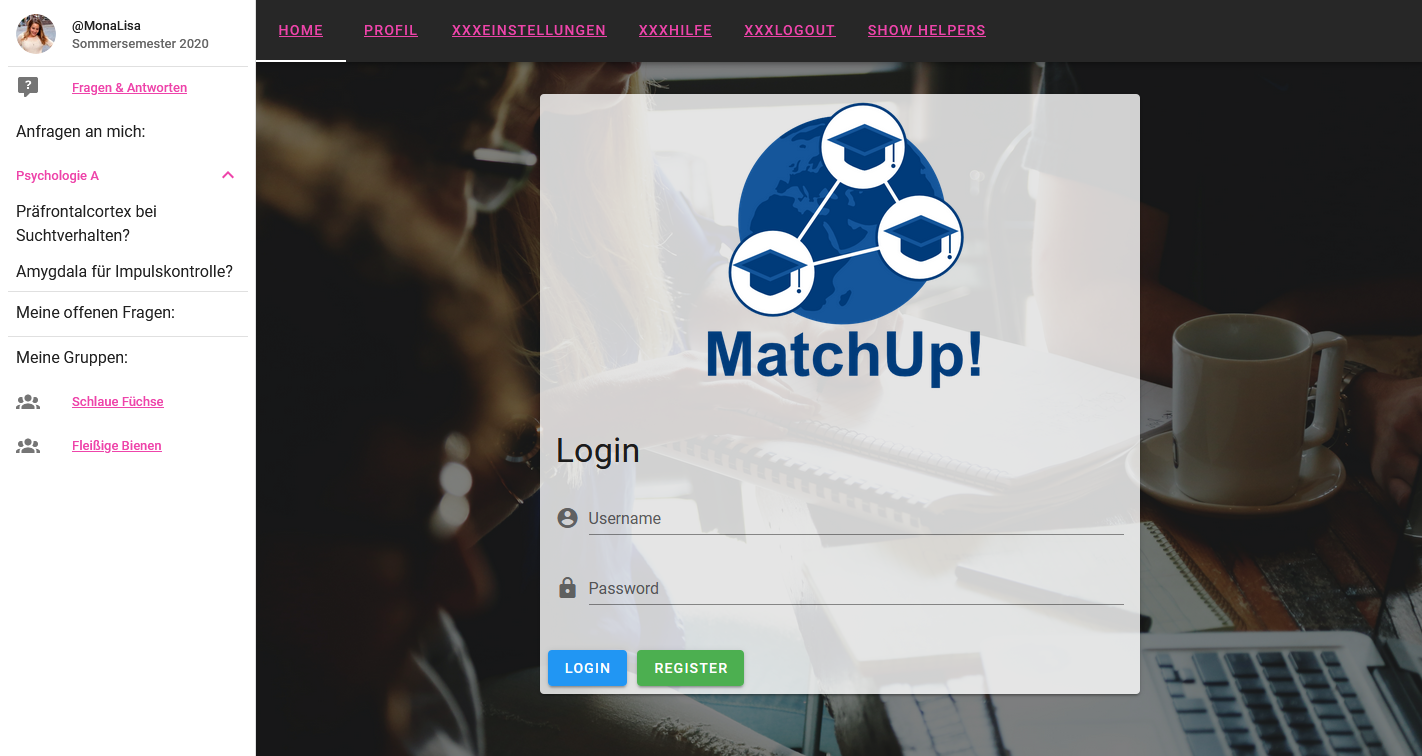 @MonaLisa
Sommersemester 2020
Fragen & Antworten
Anfragen an mich:
Psychologie A
Präfrontalcortex bei
Suchtverhalten?
Amygdala für Impulskontrolle?
Meine offenen Fragen:
Meine Gruppen:
Schlaue Füchse
Fleißige Bienen
HOME PROFIL XXXEINSTELLUNGEN XXXHILFE XXXLOGOUT SHOW HELPERS
MatchUp!
Login
Username
Password
LOGIN REGISTER